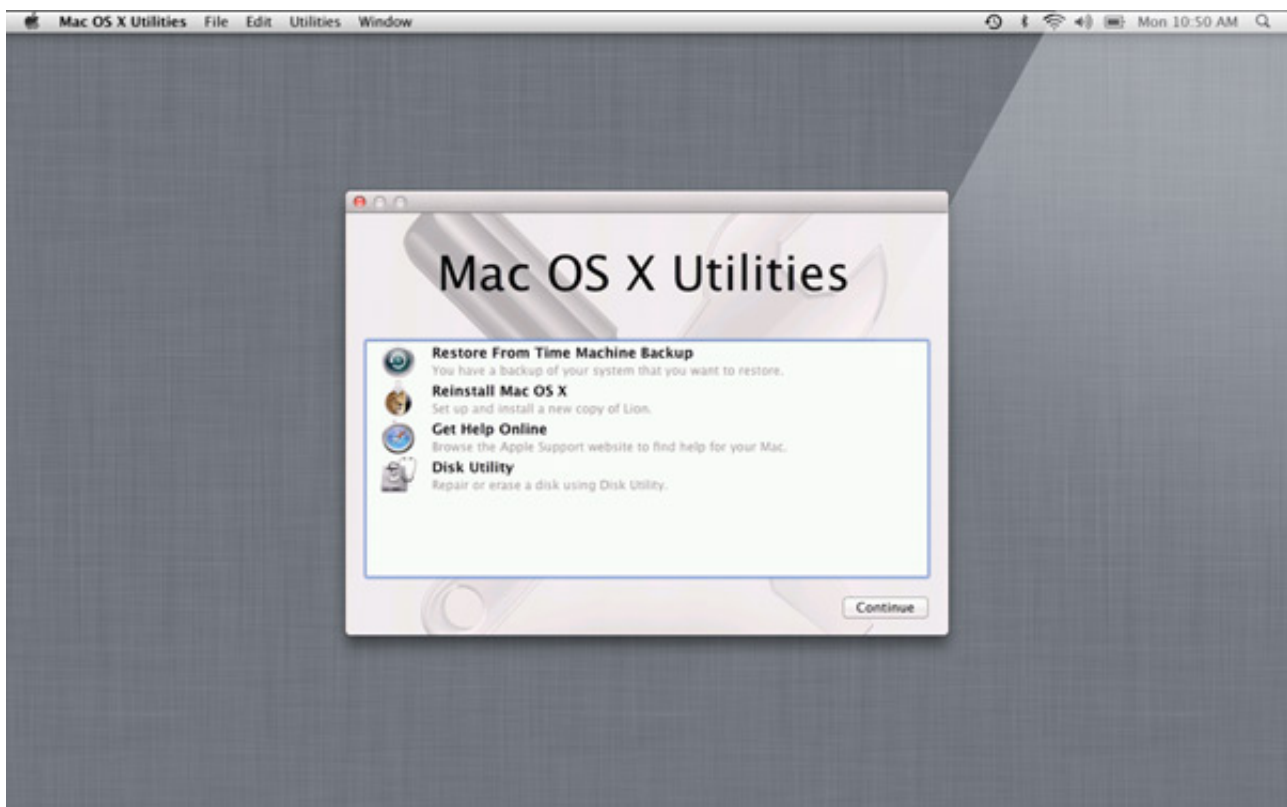 Mac OS X Utilities File Edit Utilities Window Mon 10:50 AM
Mac OS X Utilities
Restore From Time Machine Backup
You have a backup of your system that you want to restore.
Reinstall Mac OS X
Set up and install a new copy of Lion.
Get Help Online
Browse the Apple Support website to find help for your Mac.
Disk Utility
Repair or erase a disk using Disk Utility.
Continue